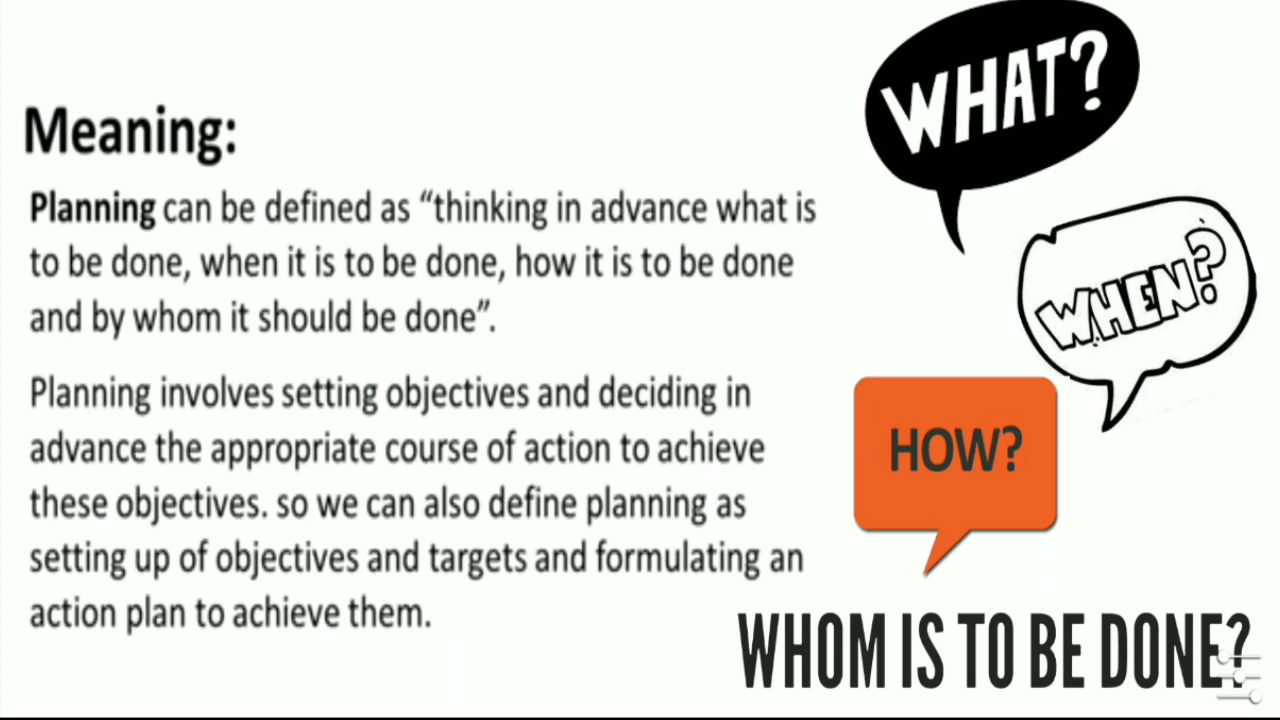 Meaning:
Planning can be defined as “thinking in advance what is
to be done, when it is to be done, how it is to be done
and by whom it should be done”.
Planning involves setting objectives and deciding in
advance the appropriate course of action to achieve
these objectives. so we can also define planning as
setting up of objectives and targets and formulating an
action plan to achieve them.
WHAT?
WHEN?
HOW?
WHOM IS TO BE DONE?